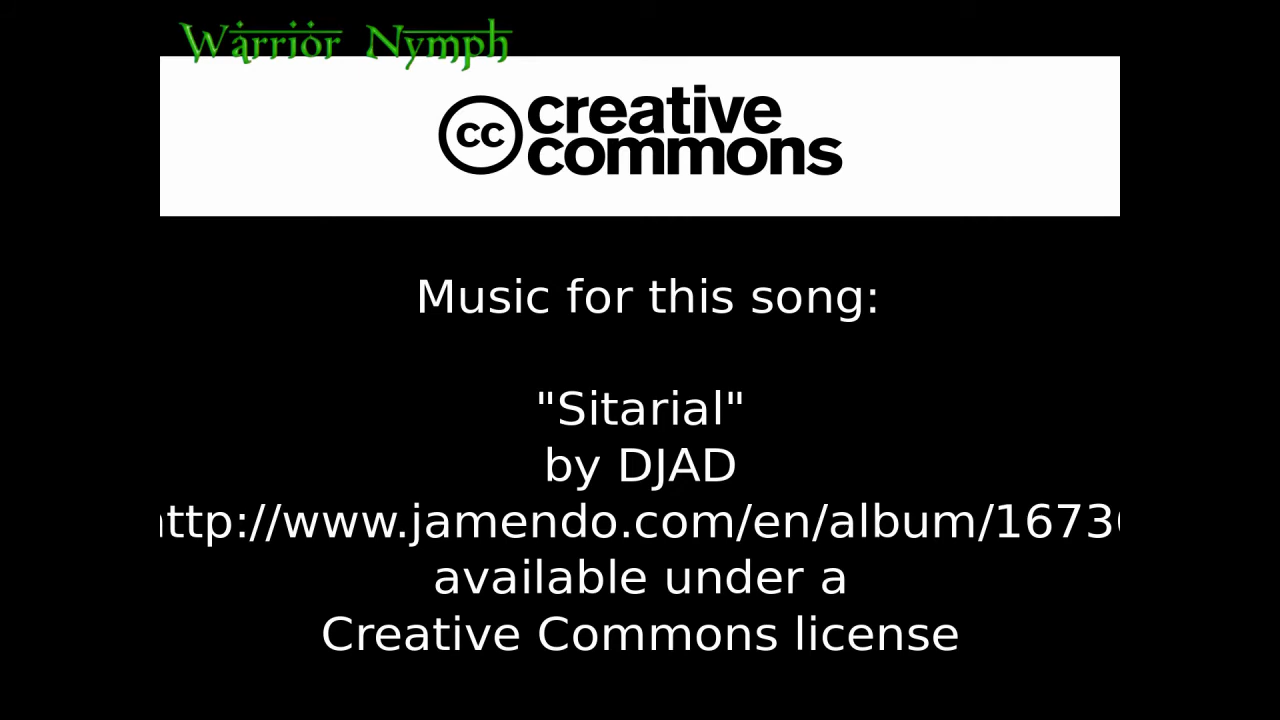 Warrior Nymph
cc creative
commons
Music for this song:
"Sitarial"
by DJAD
ttp://www.jamendo.com/en/album/1673
available under a
Creative Commons license